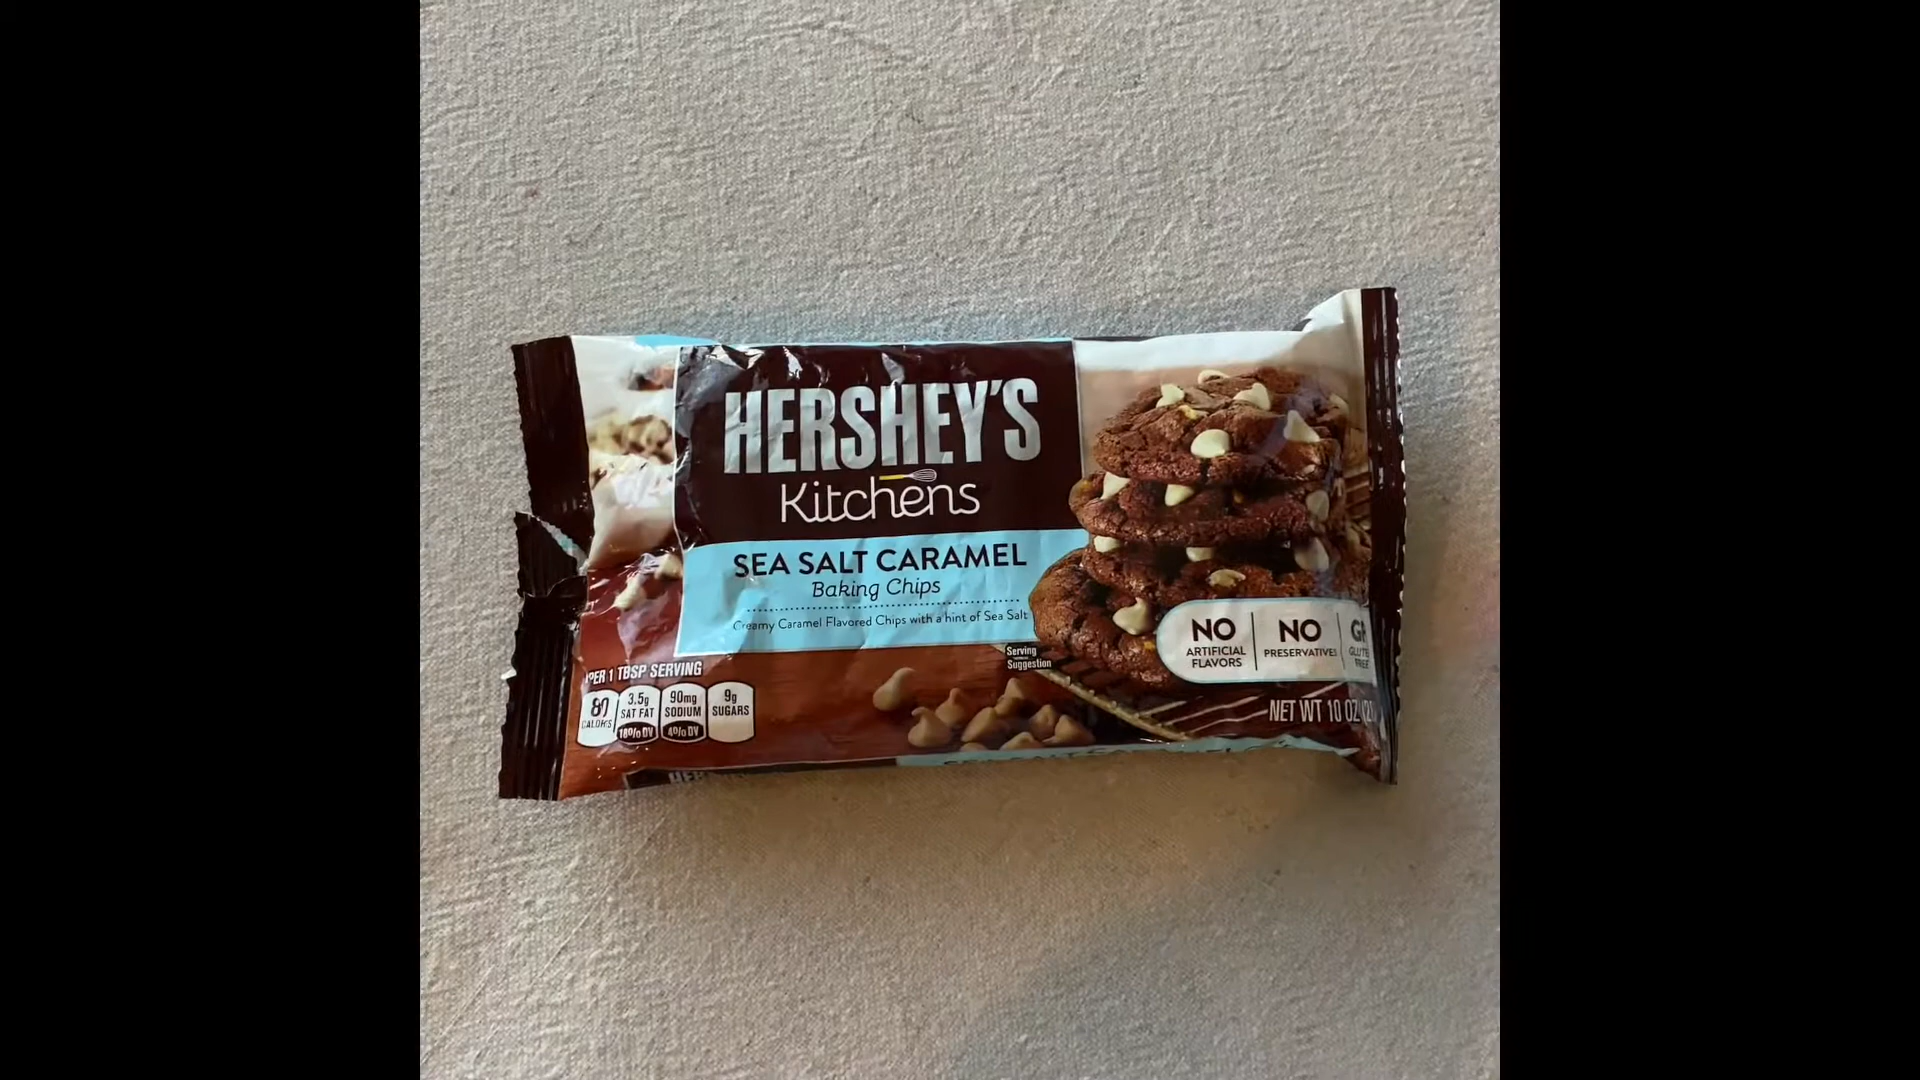 HERSHEY'S
Kitchens
SEA SALT CARAMEL
Baking Chips
Creamy Caramel Flavored Chips with a hint of Sea Salt
Serving
Suggestion
NO
ARTIFICIAL
FLAVORS
NO
PRESERVATIVES
GLUTE
FREE
PER 1 TBSP SERVING
80
CALORIES
3.5g
SAT FAT
18% DV
90mg
SODIUM
4% DV
9g
SUGARS
NET WT 10 OZ